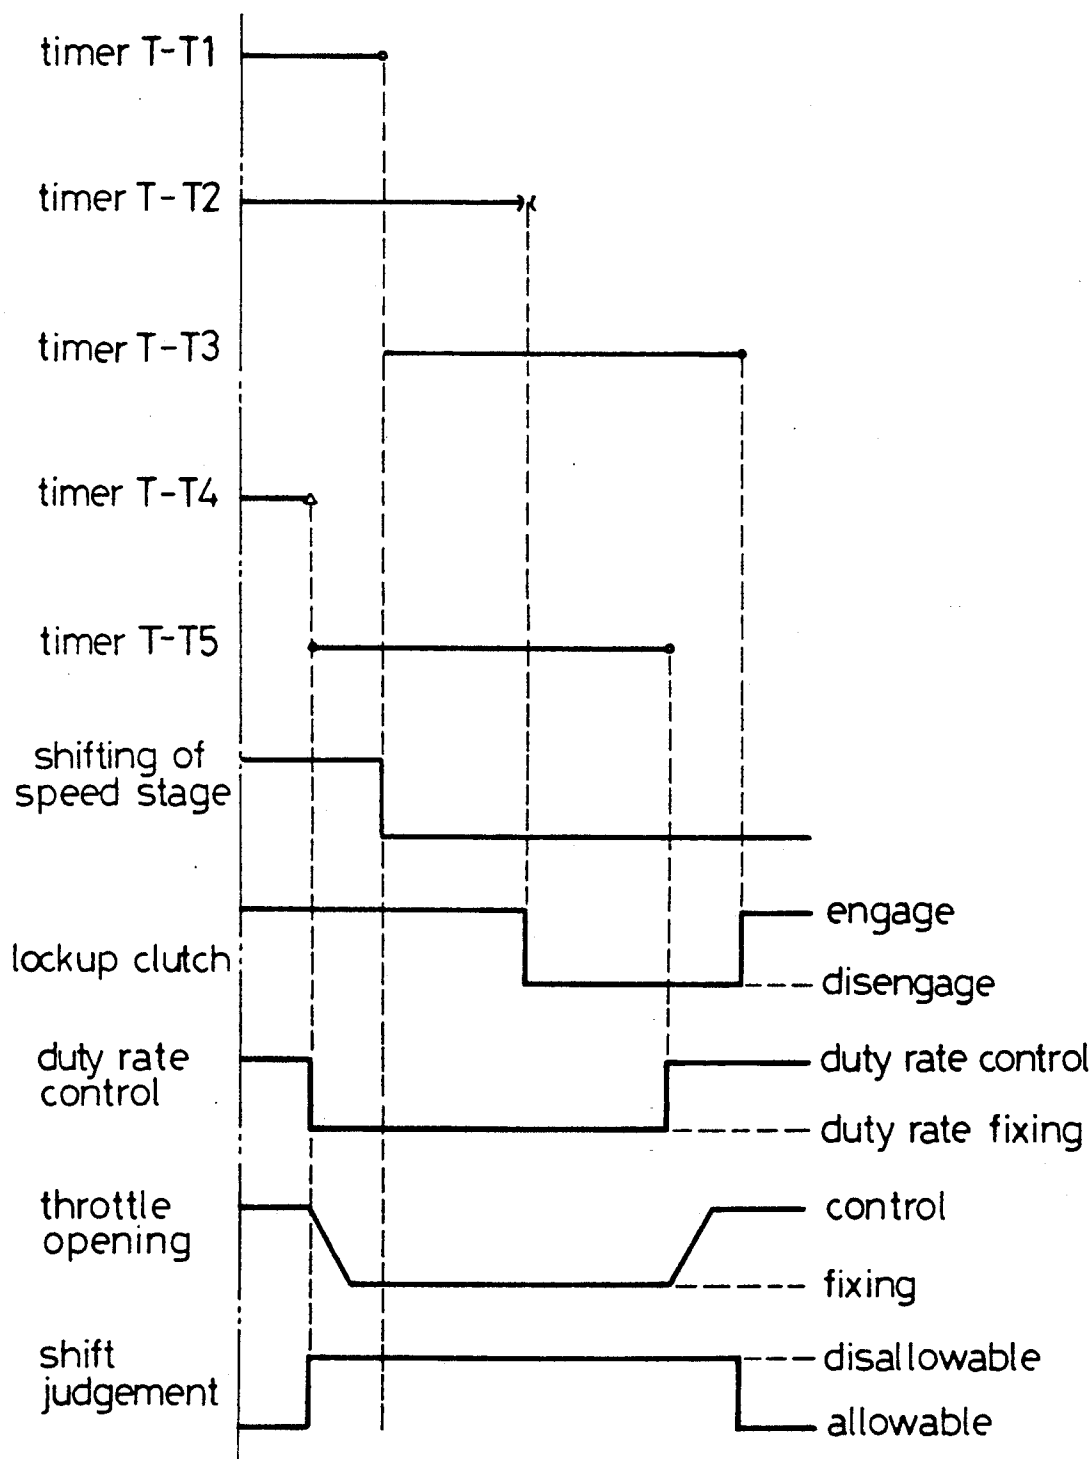 timer T-T1
timer T-T2
timer T-T3
timer T-T4
timer T-T5
shifting of
speed stage
engage
lockup clutch
disengage
duty rate
control
duty rate control
duty rate fixing
throttle
opening
control
fixing
shift
judgement
disallowable
allowable